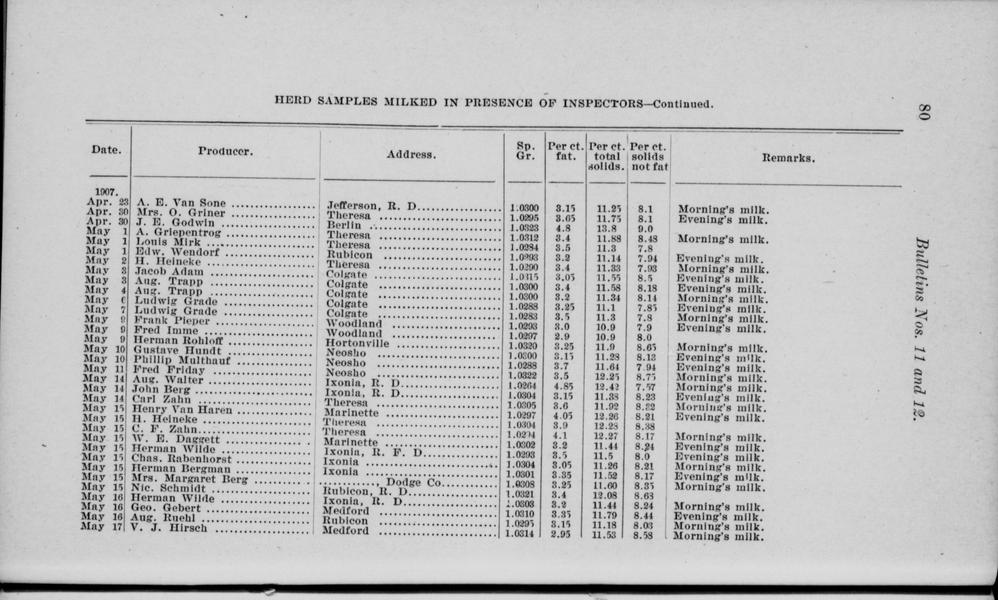 HERD SAMPLES MILKED IN PRESENCE OF INSPECTORS—Continued.
80
Date. Producer. Address. Sp. Gr. Per ct. fat. Per ct. total solids. Per ct. solids not fat Remarks.
1907.
Apr. 23 A. E. Van Sone Jefferson, R. D. 1.0300 3.15 11.25 8.1 Morning's milk.
Apr. 30 Mrs. O. Griner Theresa 1.0295 3.65 11.75 8.1 Evening's milk.
Apr. 30 J. E. Godwin Berlin 1.0323 4.8 13.8 9.0
May 1 A. Griepentrog Theresa 1.0312 3.4 11.88 8.48 Morning's milk.
May 1 Louis Mirk Theresa 1.0284 3.5 11.3 7.8
May 1 Edw. Wendorf Rubicon 1.0293 3.2 11.14 7.94 Evening's milk.
May 2 H. Heineke Theresa 1.0290 3.4 11.33 7.93 Morning's milk.
May 3 Jacob Adam Colgate 1.0315 3.05 11.55 8.5 Evening's milk.
May 3 Aug. Trapp Colgate 1.0300 3.4 11.58 8.18 Evening's milk.
May 4 Aug. Trapp Colgate 1.0300 3.2 11.34 8.14 Morning's milk.
May 6 Ludwig Grade Colgate 1.0288 3.25 11.1 7.85 Evening's milk.
May 7 Ludwig Grade Colgate 1.0283 3.5 11.3 7.8 Morning's milk.
May 9 Frank Pieper Woodland 1.0293 3.0 10.9 7.9 Evening's milk.
May 9 Fred Imme Woodland 1.0297 2.9 10.9 8.0
May 9 Herman Rohloff Hortonville 1.0320 3.25 11.9 8.65 Morning's milk.
May 10 Gustave Hundt Neosho 1.0300 3.15 11.28 8.13 Evening's milk.
May 10 Phillip Multhauf Neosho 1.0288 3.7 11.64 7.94 Morning's milk.
May 11 Fred Friday Neosho 1.0322 3.5 12.25 8.75 Morning's milk.
May 14 Aug. Walter Ixonia, R. D. 1.0264 4.85 12.42 7.57 Morning's milk.
May 14 John Berg Ixonia, R. D. 1.0304 3.15 11.38 8.23 Evening's milk.
May 14 Carl Zahn Theresa 1.0305 3.6 11.92 8.32 Morning's milk.
May 15 Henry Van Haren Marinette 1.0297 4.05 12.26 8.21 Evening's milk.
May 15 H. Heineke Theresa 1.0304 3.9 12.28 8.38
May 15 C. F. Zahn Theresa 1.0294 4.1 12.27 8.17 Morning's milk.
May 15 W. E. Daggett Marinette 1.0302 3.2 11.44 8.24 Evening's milk.
May 15 Herman Wilde Ixonia, R. F. D. 1.0293 3.5 11.5 8.0 Evening's milk.
May 15 Chas. Rabenhorst Ixonia 1.0304 3.05 11.26 8.21 Morning's milk.
May 15 Herman Bergman Ixonia 1.0301 3.35 11.52 8.17 Evening's milk.
May 15 Mrs. Margaret Berg ........., Dodge Co. 1.0308 3.25 11.60 8.35 Morning's milk.
May 15 Nic. Schmidt Rubicon, R. D. 1.0321 3.4 12.08 8.68
May 16 Herman Wilde Ixonia, R. D. 1.0303 3.2 11.44 8.24 Morning's milk.
May 16 Geo. Gebert Medford 1.0310 3.35 11.79 8.44 Evening's milk.
May 16 Aug. Ruehl Rubicon 1.0295 3.15 11.18 8.03 Morning's milk.
May 17 V. J. Hirsch Medford 1.0314 2.95 11.53 8.58 Morning's milk.
Bulletins Nos. 11 and 12.